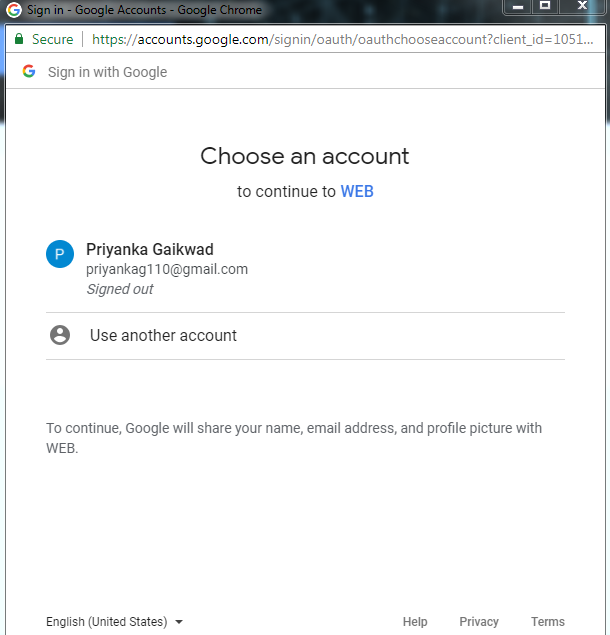 Sign in - Google Accounts - Google Chrome
Secure https://accounts.google.com/signin/oauth/oauthchooseaccount?client_id=1051...
Sign in with Google
Choose an account
to continue to WEB
P
Priyanka Gaikwad
priyankag110@gmail.com
Signed out
Use another account
To continue, Google will share your name, email address, and profile picture with
WEB.
English (United States) Help Privacy Terms